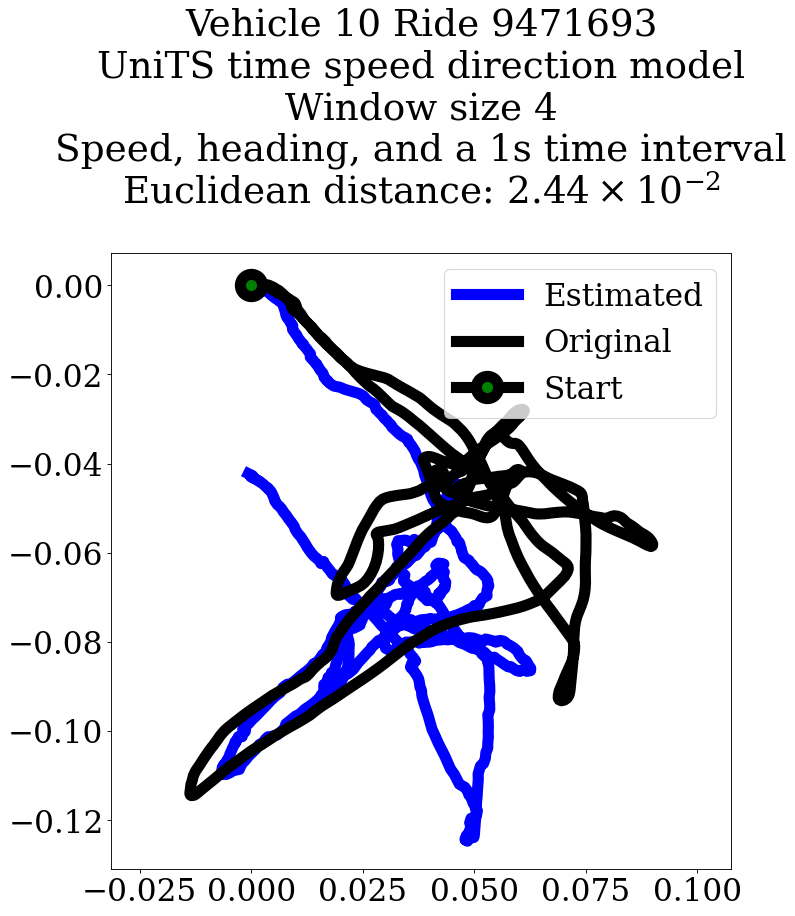 Vehicle 10 Ride 9471693
UniTS time speed direction model
Window size 4
Speed, heading, and a 1s time interval
Euclidean distance: 2.44 × 10⁻²
Estimated
Original
Start
0.00
−0.02
−0.04
−0.06
−0.08
−0.10
−0.12
−0.025 0.000 0.025 0.050 0.075 0.100